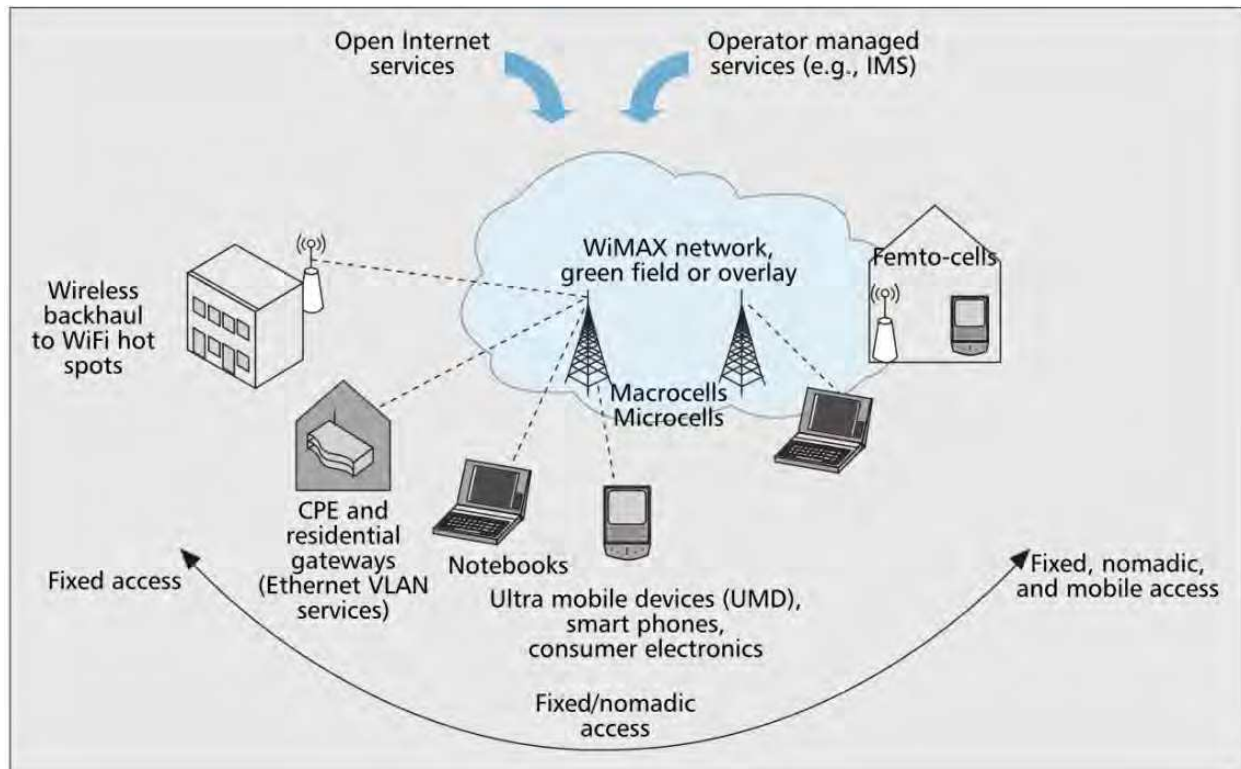 Open Internet
services
Operator managed
services (e.g., IMS)
WiMAX network,
green field or overlay
Femto-cells
Wireless
backhaul
to WiFi hot
spots
Macrocells
Microcells
CPE and
residential
gateways
(Ethernet VLAN
services)
Notebooks
Ultra mobile devices (UMD),
smart phones,
consumer electronics
Fixed access
Fixed, nomadic,
and mobile access
Fixed/nomadic
access